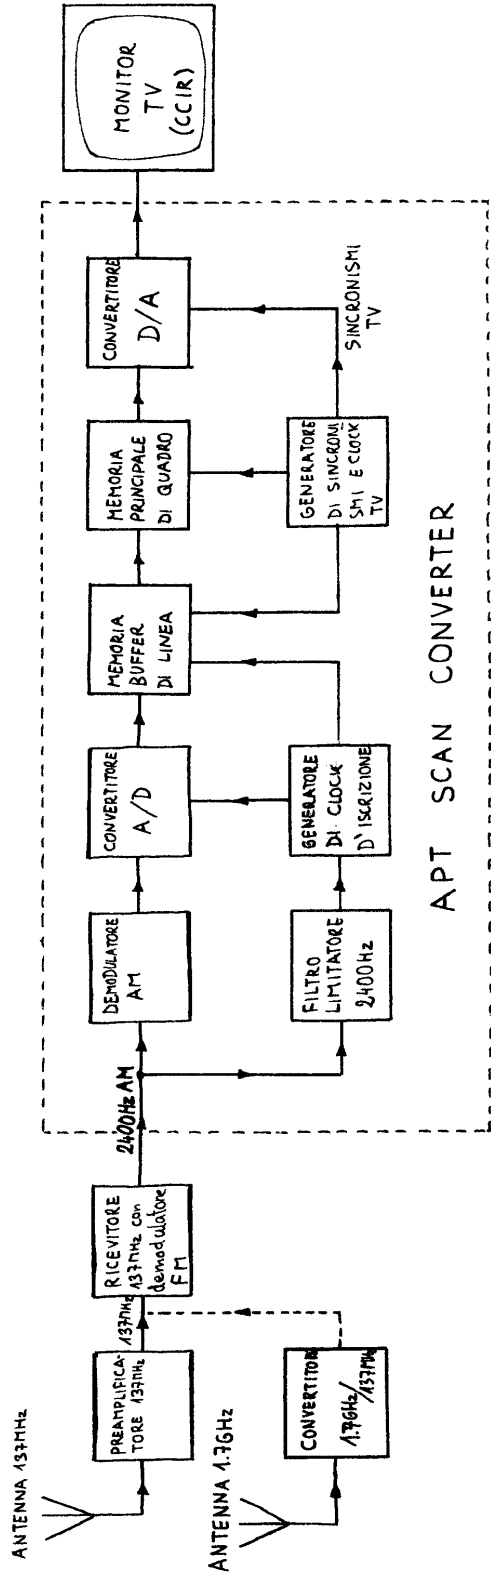 ANTENNA 137MHz
PREAMPLIFICA-
TORE 137MHz
137MHz
RICEVITORE
137MHz con
demodulatore
FM
ANTENNA 1.7GHz
CONVERTITORE
1.7GHz/
/137MHz
2400Hz AM
DEMODULATORE
AM
CONVERTITORE
A/D
MEMORIA
BUFFER
DI LINEA
MEMORIA
PRINCIPALE
DI QUADRO
CONVERTITORE
D/A
MONITOR
TV
(CCIR)
FILTRO
LIMITATORE
2400Hz
GENERATORE
DI CLOCK
D'ISCRIZIONE
GENERATORE
DI SINCRONI
SMI E CLOCK
TV
SINCRONISMI
TV
APT SCAN CONVERTER